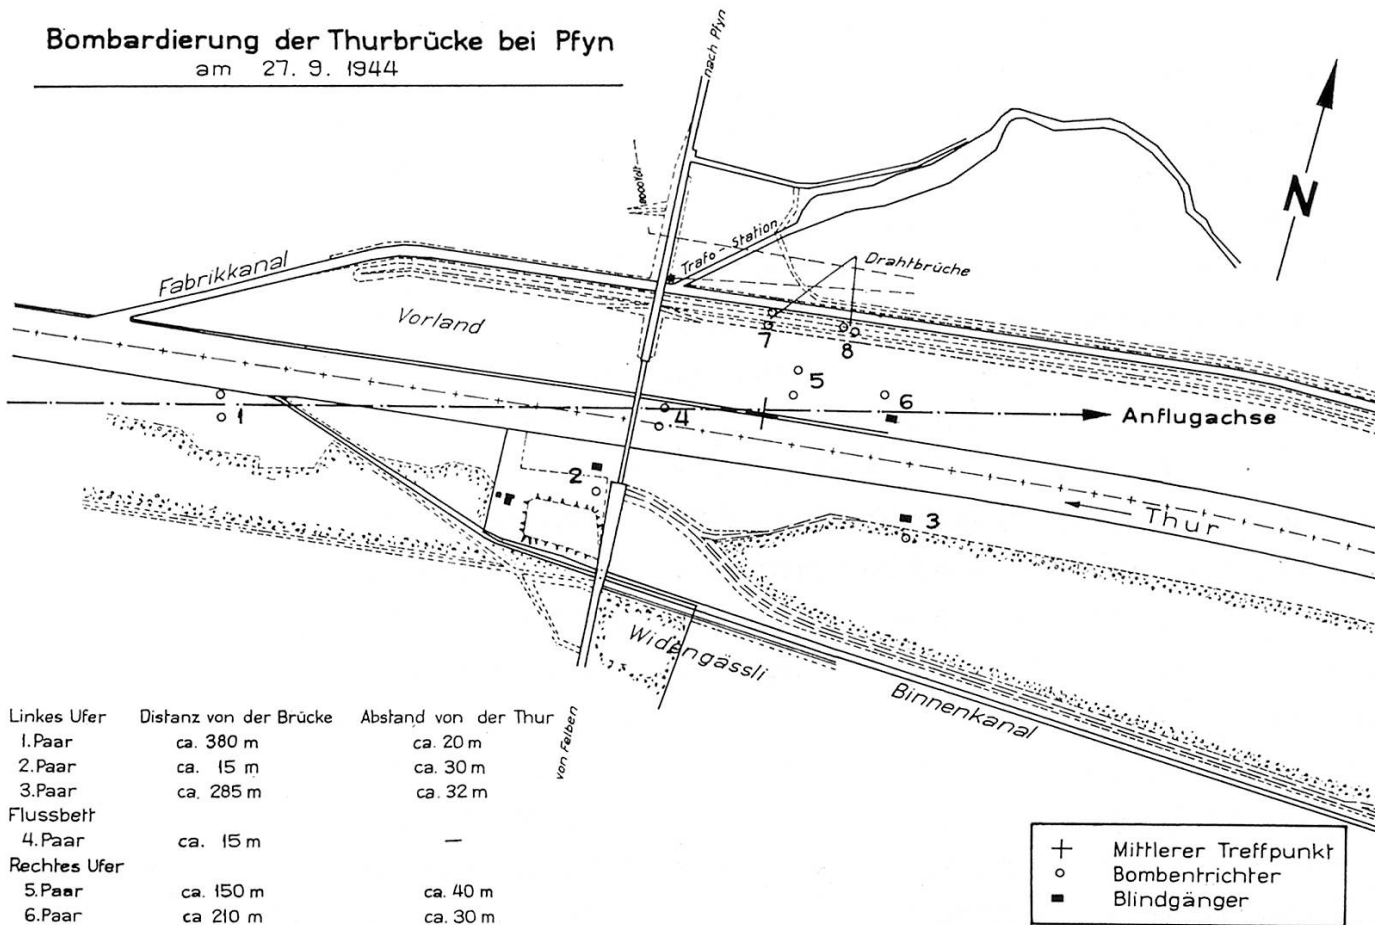 Bombardierung der Thurbrücke bei Pfyn
am 27. 9. 1944
nach Pfyn
N
Trafo-Station
Fabrikkanal
Drahtbrüche
Vorland
7
8
5
6
1
4
Anflugachse
2
3
Thur
Widengässli
Binnenkanal
von Felben
Linkes Ufer Distanz von der Brücke Abstand von der Thur
1.Paar ca. 380 m ca. 20 m
2.Paar ca. 15 m ca. 30 m
3.Paar ca. 285 m ca. 32 m
Flussbett
4.Paar ca. 15 m —
Rechtes Ufer
5.Paar ca. 150 m ca. 40 m
6.Paar ca 210 m ca. 30 m
Mittlerer Treffpunkt
Bombentrichter
Blindgänger